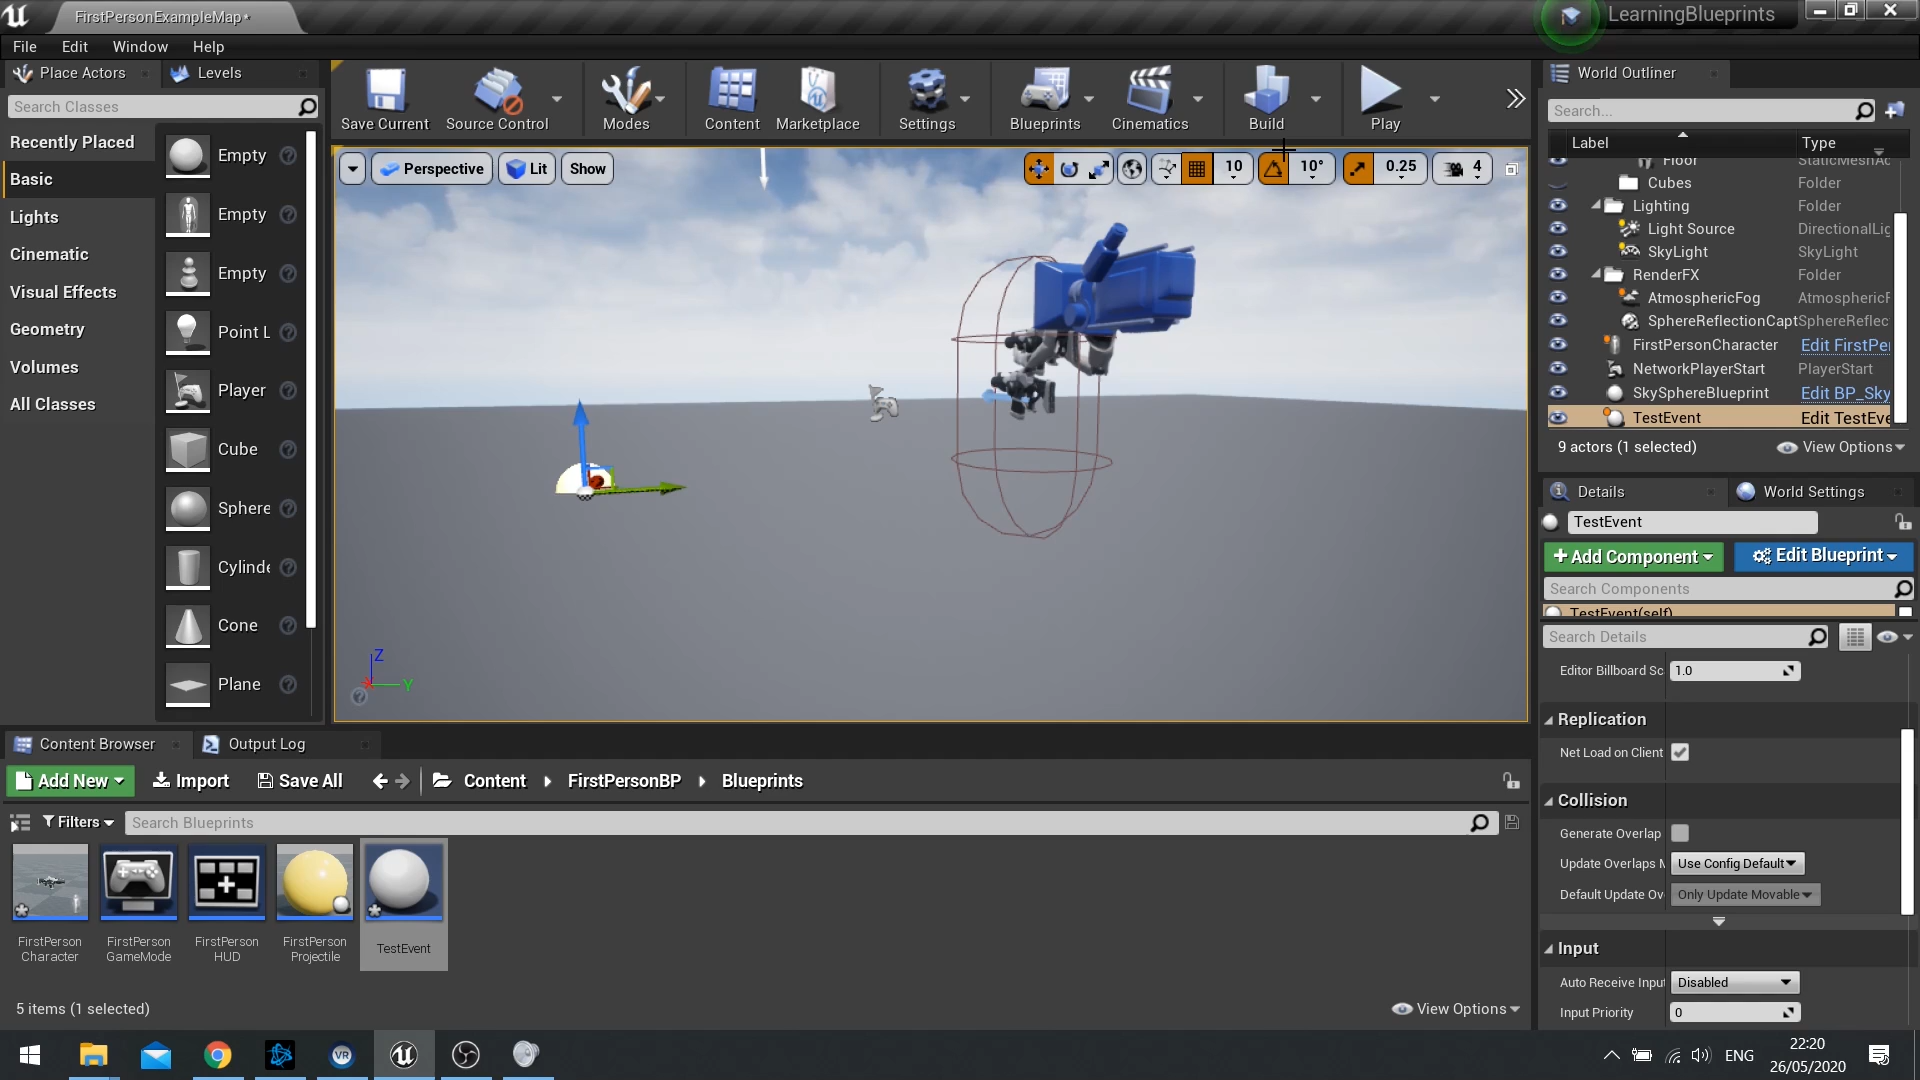 FirstPersonExampleMap*
LearningBlueprints
File Edit Window Help
Place Actors
Levels
Search Classes
Recently Placed
Basic
Lights
Cinematic
Visual Effects
Geometry
Volumes
All Classes
Empty
Empty
Empty
Point L
Player
Cube
Sphere
Cylinde
Cone
Plane
Save Current
Source Control
Modes
Content
Marketplace
Settings
Blueprints
Cinematics
Build
Play
Perspective
Lit
Show
10
10°
0.25
4
Z
Y
World Outliner
Search...
Label Type
Floor StaticMeshAc
Cubes Folder
Lighting Folder
Light Source DirectionalLig
SkyLight SkyLight
RenderFX Folder
AtmosphericFog AtmosphericF
SphereReflectionCapt SphereReflec
FirstPersonCharacter Edit FirstPe
NetworkPlayerStart PlayerStart
SkySphereBlueprint Edit BP_Sky
TestEvent Edit TestEve
9 actors (1 selected)
View Options
Details
World Settings
TestEvent
Add Component
Edit Blueprint
Search Components
TestEvent(self)
Search Details
Editor Billboard Sc 1.0
Replication
Net Load on Client
Collision
Generate Overlap
Update Overlaps M Use Config Default
Default Update Ov Only Update Movable
Input
Auto Receive Input Disabled
Input Priority 0
Content Browser
Output Log
Add New
Import
Save All
Content
FirstPersonBP
Blueprints
Filters
Search Blueprints
FirstPerson
Character
FirstPerson
GameMode
FirstPerson
HUD
FirstPerson
Projectile
TestEvent
5 items (1 selected)
View Options
VR
ENG
22:20
26/05/2020